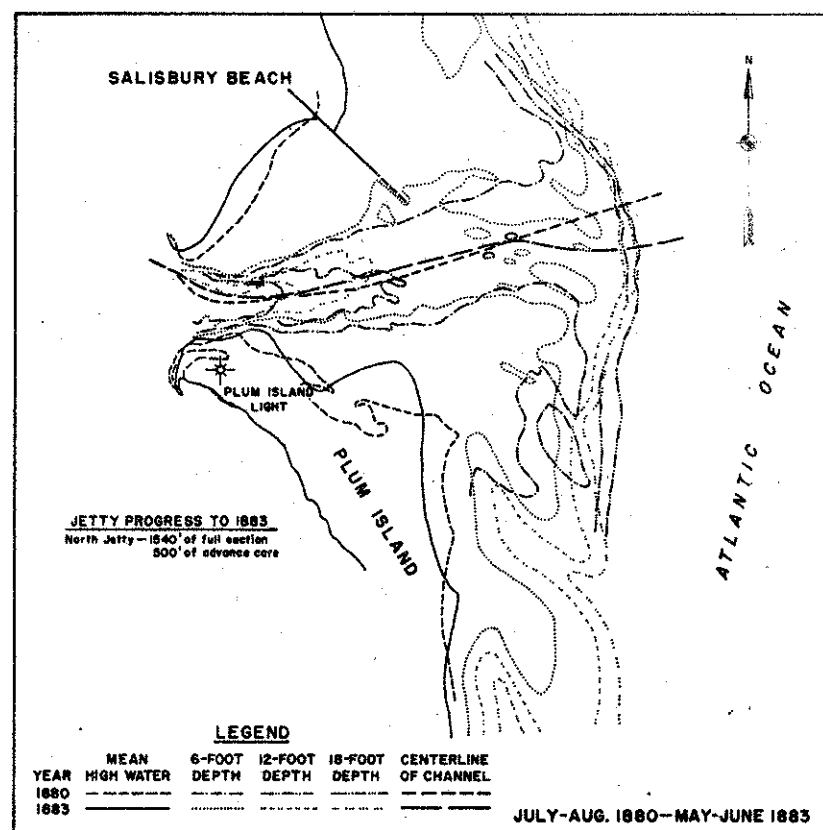 SALISBURY BEACH
N
PLUM ISLAND
LIGHT
PLUM ISLAND
ATLANTIC OCEAN
JETTY PROGRESS TO 1883
North Jetty — 1540' of full section
500' of advance core
LEGEND
YEAR MEAN HIGH WATER 6-FOOT DEPTH 12-FOOT DEPTH 18-FOOT DEPTH CENTERLINE OF CHANNEL
1880
1883
JULY-AUG. 1880—MAY-JUNE 1883